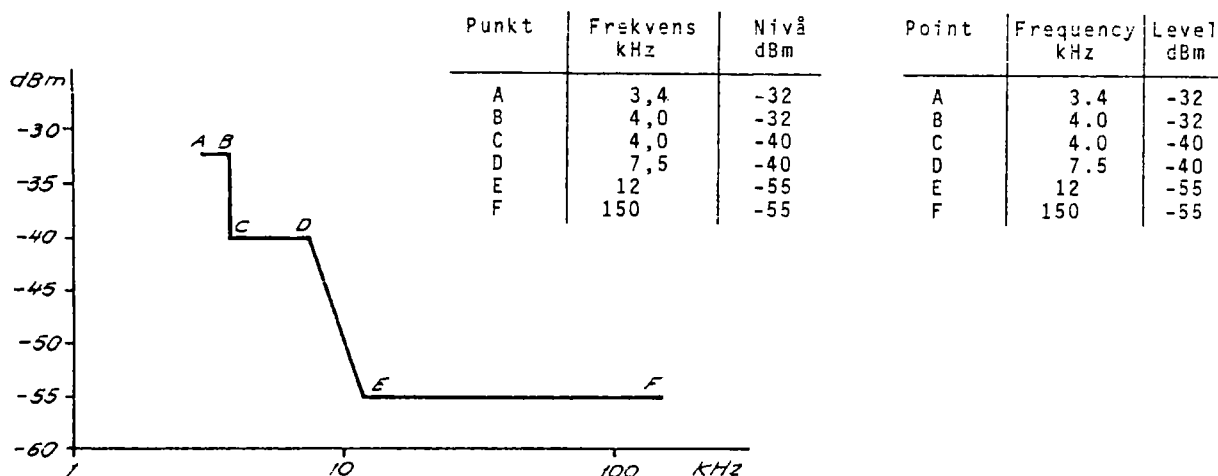 Punkt Frekvens Nivå
kHz dBm
A 3,4 -32
B 4,0 -32
C 4,0 -40
D 7,5 -40
E 12 -55
F 150 -55
Point Frequency Level
kHz dBm
A 3.4 -32
B 4.0 -32
C 4.0 -40
D 7.5 -40
E 12 -55
F 150 -55
dBm
-30
A B
-35
C D
-40
-45
-50
E F
-55
-60
1 10 100 kHz